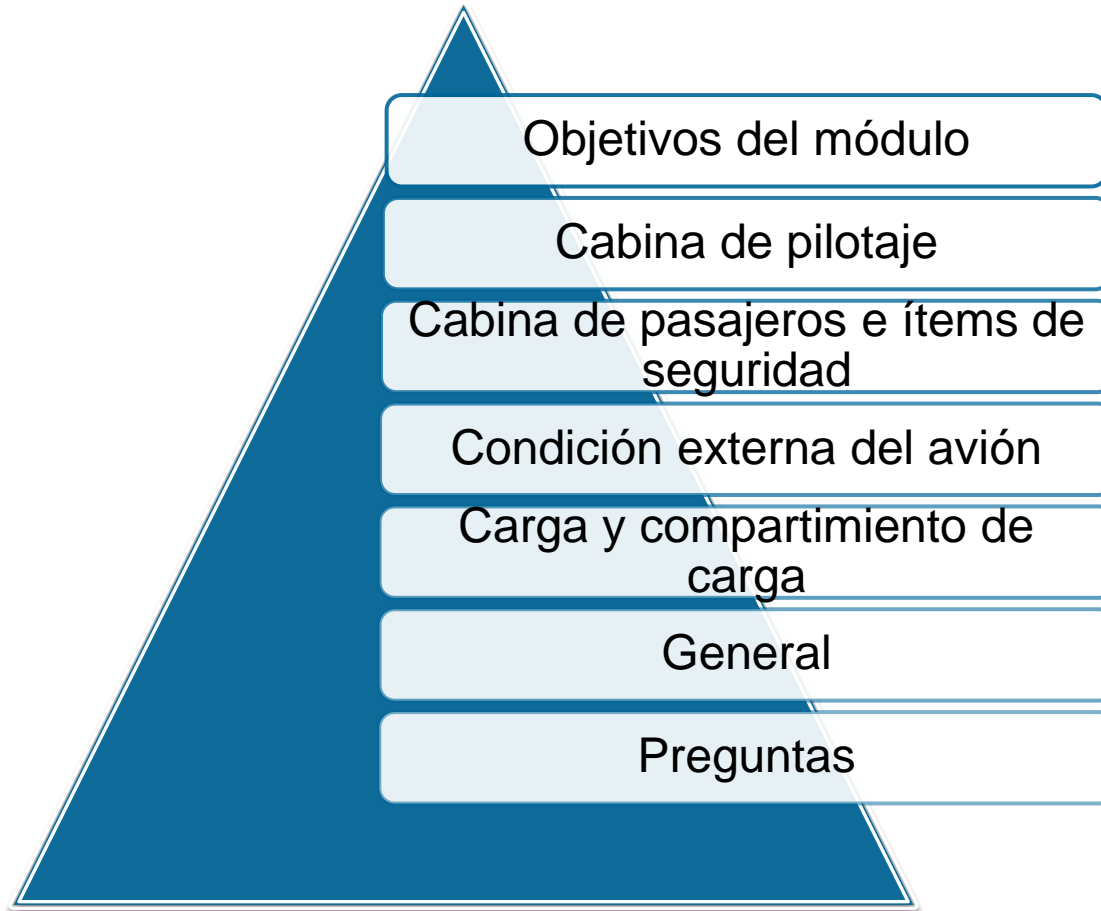 Objetivos del módulo
Cabina de pilotaje
Cabina de pasajeros e ítems de
seguridad
Condición externa del avión
Carga y compartimiento de
carga
General
Preguntas